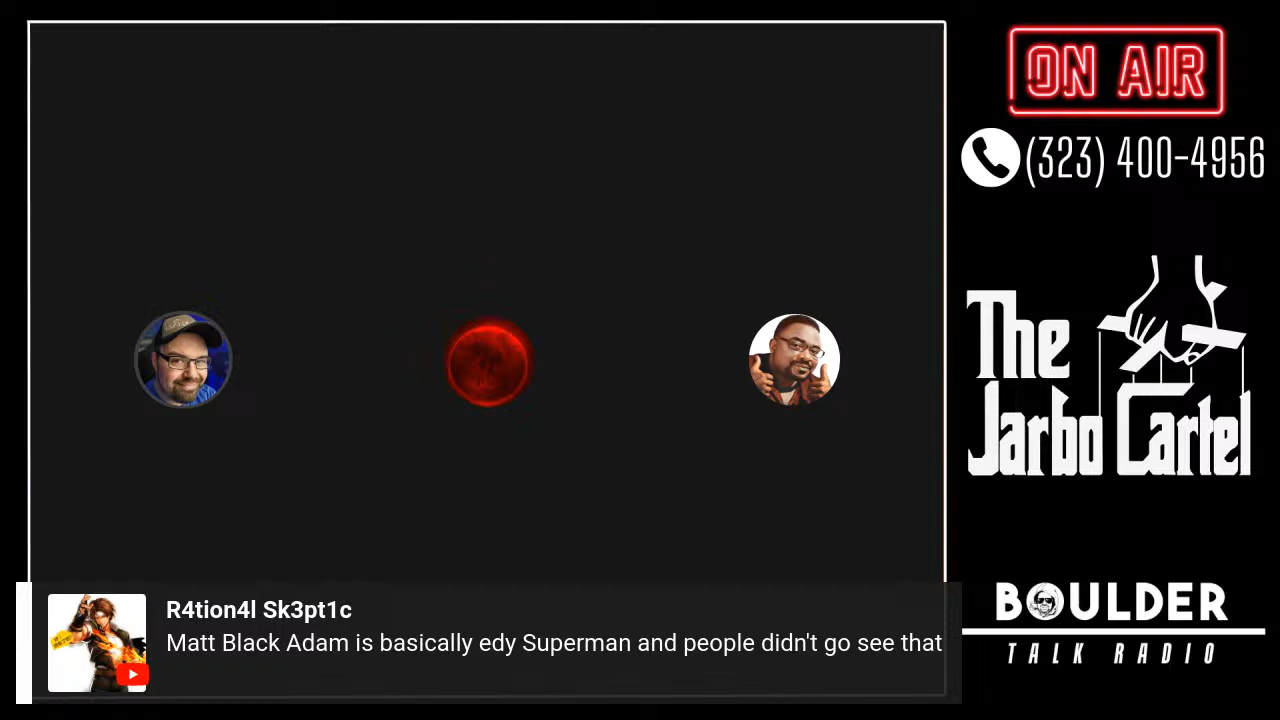 ON AIR
(323) 400-4956
The
Jarbo Cartel
BOULDER
TALK RADIO
R4tion4l Sk3pt1c
Matt Black Adam is basically edy Superman and people didn't go see that